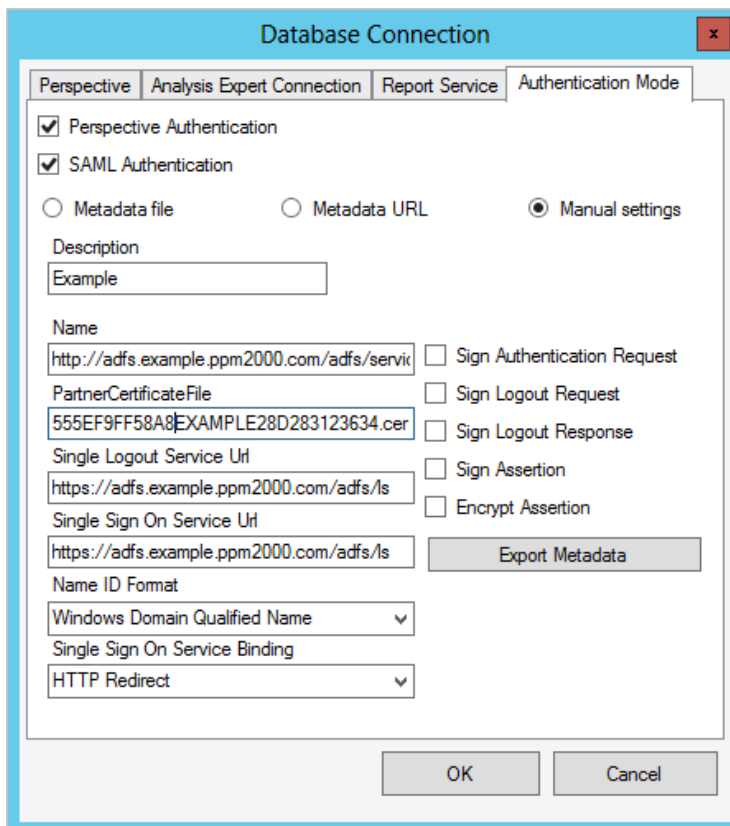 Database Connection
x
Perspective
Analysis Expert Connection
Report Service
Authentication Mode
Perspective Authentication
SAML Authentication
Metadata file
Metadata URL
Manual settings
Description
Example
Name
http://adfs.example.ppm2000.com/adfs/servic
Sign Authentication Request
PartnerCertificateFile
Sign Logout Request
555EF9FF58A8EXAMPLE28D283123634.cer
Sign Logout Response
Single Logout Service Url
https://adfs.example.ppm2000.com/adfs/ls
Sign Assertion
Single Sign On Service Url
Encrypt Assertion
https://adfs.example.ppm2000.com/adfs/ls
Export Metadata
Name ID Format
Windows Domain Qualified Name
Single Sign On Service Binding
HTTP Redirect
OK
Cancel